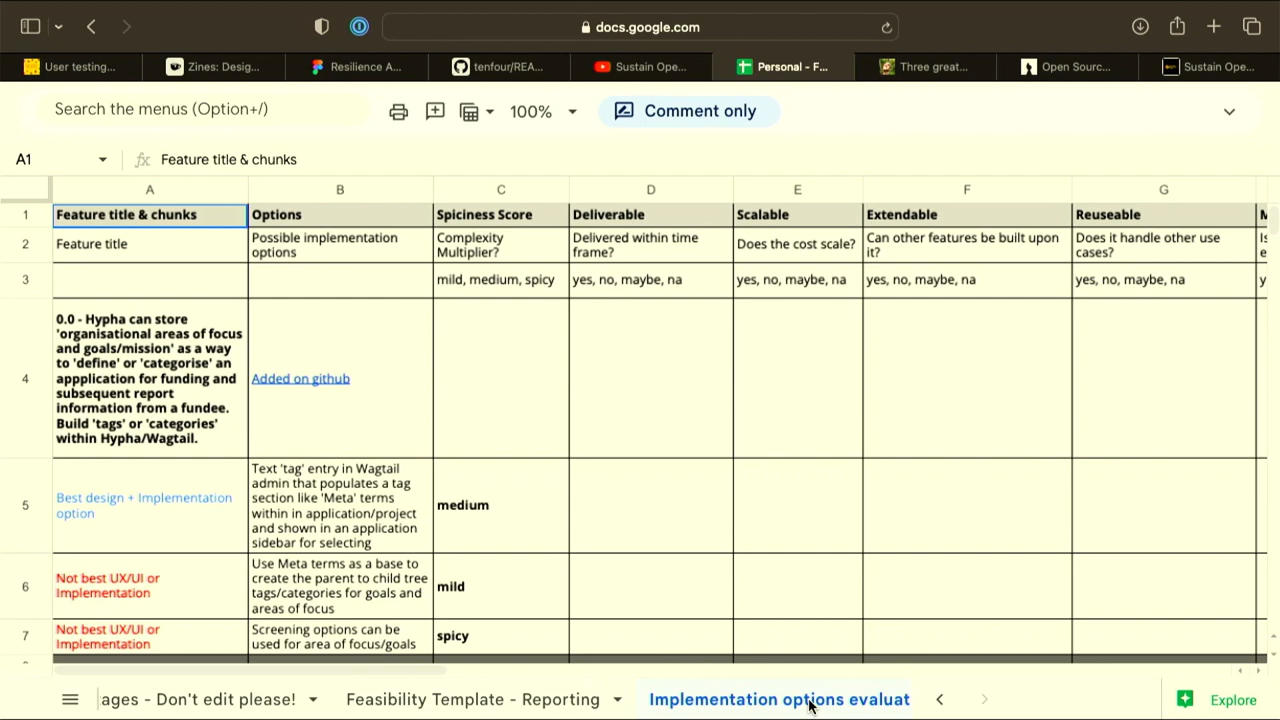 docs.google.com
User testing...
Zines: Desig...
Resilience A...
tenfour/REA...
Sustain Ope...
Personal - F...
Three great...
Open Sourc...
Sustain Ope...
Search the menus (Option+/)
100%
Comment only
A1
fx
Feature title & chunks
A
B
C
D
E
F
G
1
Feature title & chunks
Options
Spiciness Score
Deliverable
Scalable
Extendable
Reuseable
2
Feature title
Possible implementation
options
Complexity
Multiplier?
Delivered within time
frame?
Does the cost scale?
Can other features be built upon
it?
Does it handle other use
cases?
3
mild, medium, spicy
yes, no, maybe, na
yes, no, maybe, na
yes, no, maybe, na
yes, no, maybe, na
4
0.0 - Hypha can store
'organisational areas of focus
and goals/mission' as a way
to 'define' or 'categorise' an
appplication for funding and
subsequent report
information from a fundee.
Build 'tags' or 'categories'
within Hypha/Wagtail.
Added on github
5
Best design + Implementation
option
Text 'tag' entry in Wagtail
admin that populates a tag
section like 'Meta' terms
within in application/project
and shown in an application
sidebar for selecting
medium
6
Not best UX/UI or
Implementation
Use Meta terms as a base to
create the parent to child tree
tags/categories for goals and
areas of focus
mild
7
Not best UX/UI or
Implementation
Screening options can be
used for area of focus/goals
spicy
ages - Don't edit please!
Feasibility Template - Reporting
Implementation options evaluat
Explore